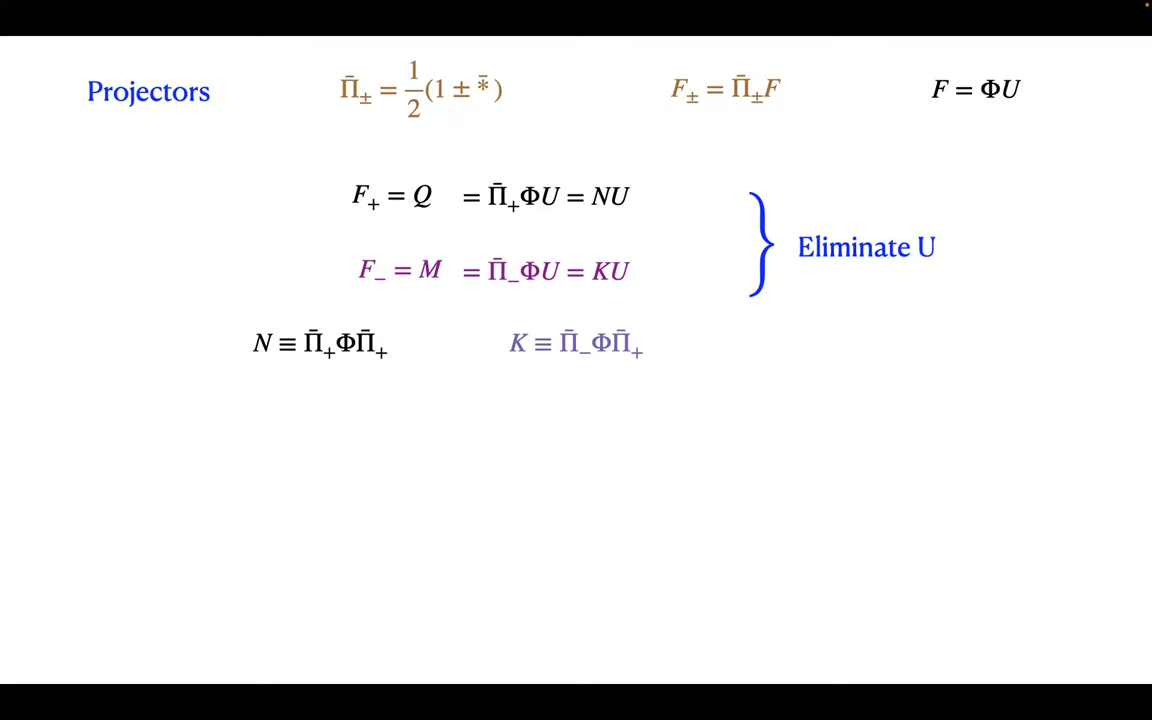 Projectors Π̄± = 1/2 (1 ± *̄) F± = Π̄±F F = ΦU
F₊ = Q = Π̄₊ΦU = NU
Eliminate U
F₋ = M = Π̄₋ΦU = KU
N ≡ Π̄₊ΦΠ̄₊ K ≡ Π̄₋ΦΠ̄₊